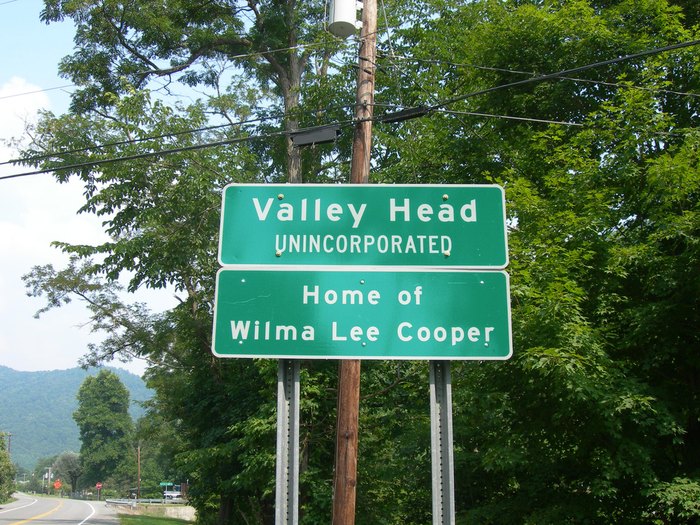 Valley Head
UNINCORPORATED
Home of
Wilma Lee Cooper